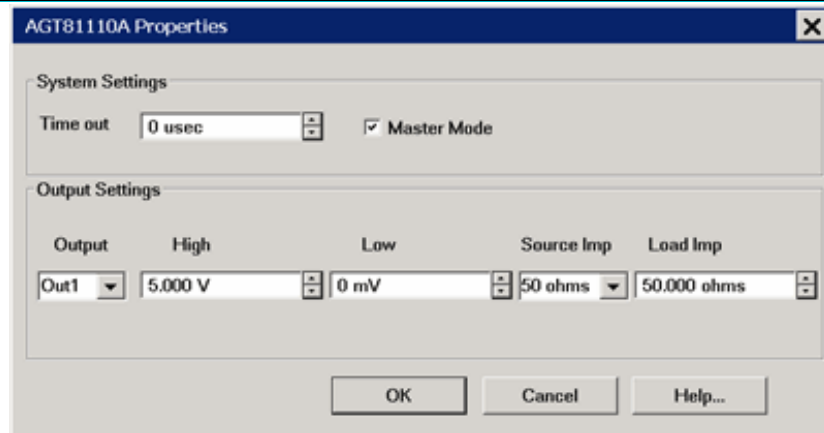 AGT81110A Properties
System Settings
Time out 0 usec Master Mode
Output Settings
Output High Low Source Imp Load Imp
Out1 5.000 V 0 mV 50 ohms 50.000 ohms
OK Cancel Help...